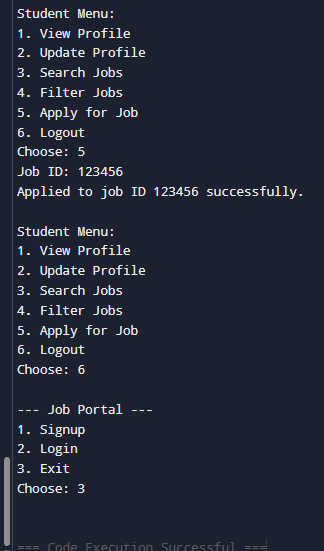 Student Menu:
1. View Profile
2. Update Profile
3. Search Jobs
4. Filter Jobs
5. Apply for Job
6. Logout
Choose: 5
Job ID: 123456
Applied to job ID 123456 successfully.
Student Menu:
1. View Profile
2. Update Profile
3. Search Jobs
4. Filter Jobs
5. Apply for Job
6. Logout
Choose: 6
--- Job Portal ---
1. Signup
2. Login
3. Exit
Choose: 3
=== Code Execution Successful ===